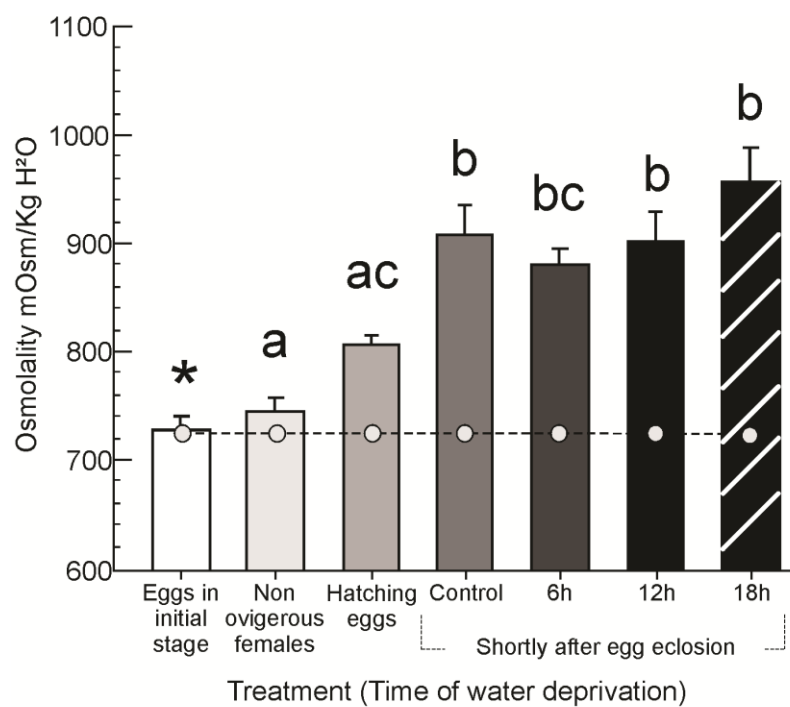 Osmolality mOsm/Kg H²O
1100
1000
900
800
700
600
*
a
ac
b
bc
b
b
Eggs in
initial
stage
Non
ovigerous
females
Hatching
eggs
Control
6h
12h
18h
Shortly after egg eclosion
Treatment (Time of water deprivation)